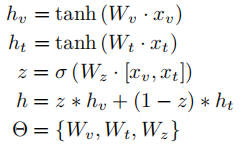 h_v = tanh (W_v · x_v)
h_t = tanh (W_t · x_t)
z = σ (W_z · [x_v, x_t])
h = z * h_v + (1 − z) * h_t
Θ = {W_v, W_t, W_z}